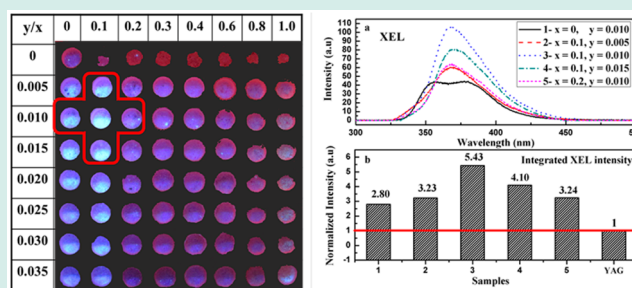 y/x 0 0.1 0.2 0.3 0.4 0.6 0.8 1.0
0
0.005
0.010
0.015
0.020
0.025
0.030
0.035
a XEL
1- x = 0, y = 0.010
2- x = 0.1, y = 0.005
3- x = 0.1, y = 0.010
4- x = 0.1, y = 0.015
5- x = 0.2, y = 0.010
Intensity (a.u)
110
100
90
80
70
60
50
40
30
20
10
0
300 350 400 450 500
Wavelength (nm)
b Integrated XEL intensity
Normalized Intensity (a.u)
6
5
4
3
2
1
0
-1
2.80 3.23 5.43 4.10 3.24 1
1 2 3 4 5 YAG
Samples